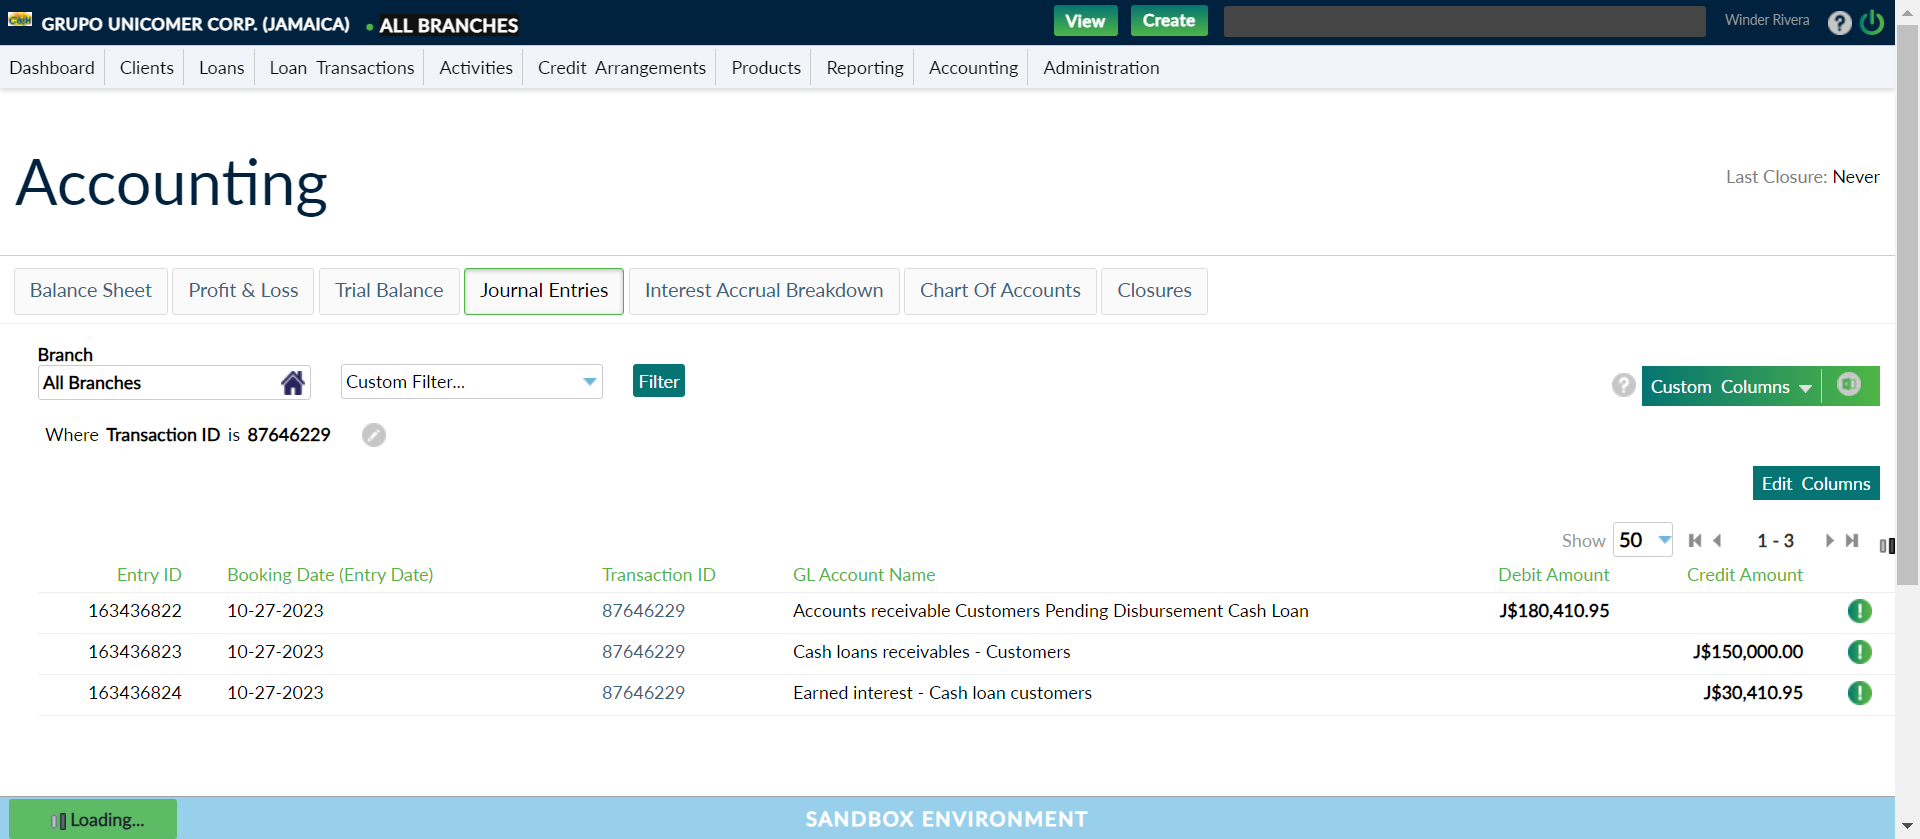 Cash GRUPO UNICOMER CORP. (JAMAICA) • ALL BRANCHES View Create Winder Rivera ?
Dashboard Clients Loans Loan Transactions Activities Credit Arrangements Products Reporting Accounting Administration
Accounting
Last Closure: Never
Balance Sheet Profit & Loss Trial Balance Journal Entries Interest Accrual Breakdown Chart Of Accounts Closures
Branch
All Branches Custom Filter... Filter ? Custom Columns
Where Transaction ID is 87646229
Edit Columns
Show 50 1 - 3
Entry ID Booking Date (Entry Date) Transaction ID GL Account Name Debit Amount Credit Amount
163436822 10-27-2023 87646229 Accounts receivable Customers Pending Disbursement Cash Loan J$180,410.95 !
163436823 10-27-2023 87646229 Cash loans receivables - Customers J$150,000.00 !
163436824 10-27-2023 87646229 Earned interest - Cash loan customers J$30,410.95 !
Loading... SANDBOX ENVIRONMENT